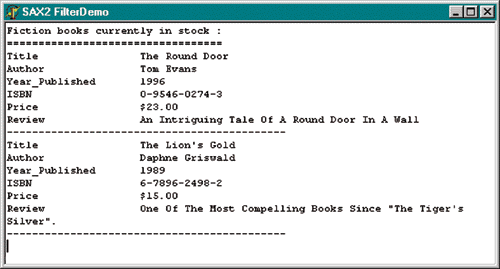 SAX2 FilterDemo
Fiction books currently in stock :
==================================
Title The Round Door
Author Tom Evans
Year_Published 1996
ISBN 0-9546-0274-3
Price $23.00
Review An Intriguing Tale Of A Round Door In A Wall
--------------------------------------------
Title The Lion's Gold
Author Daphne Griswald
Year_Published 1989
ISBN 6-7896-2498-2
Price $15.00
Review One Of The Most Compelling Books Since "The Tiger's
Silver".
--------------------------------------------